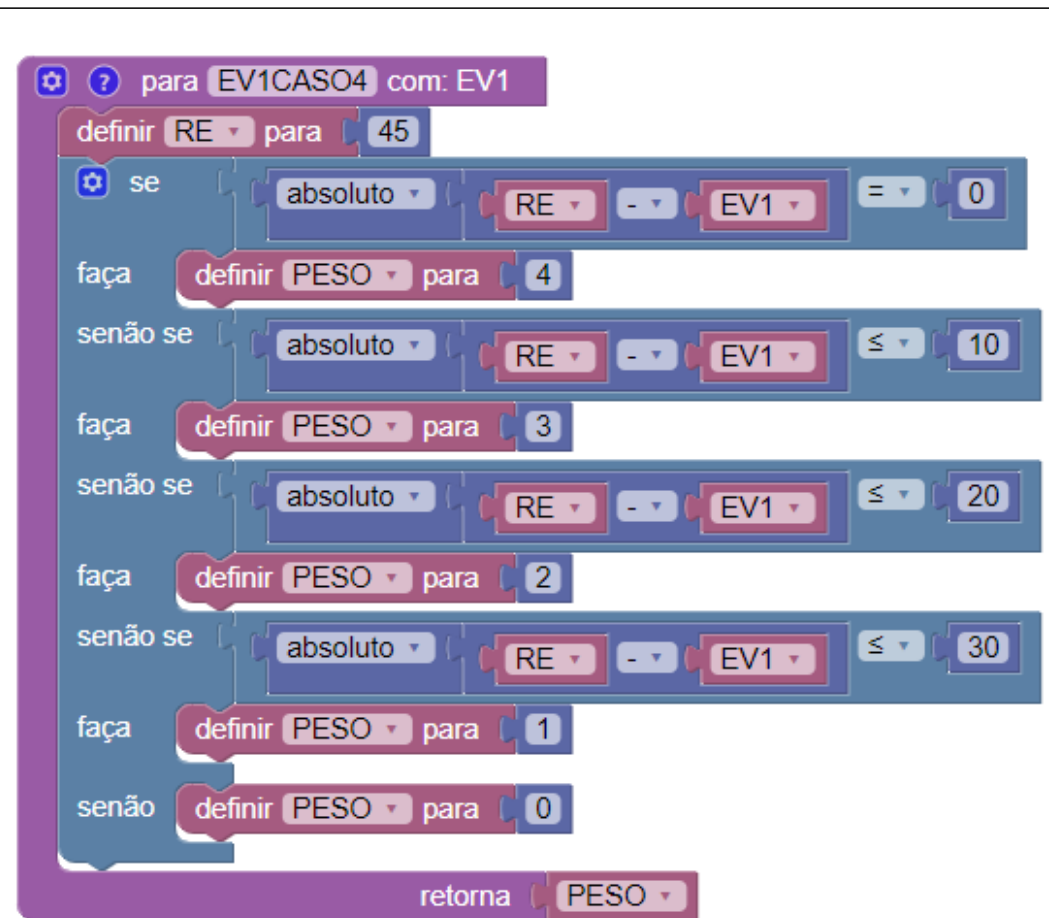 ? para EV1CASO4 com: EV1
definir RE para 45
se absoluto RE - EV1 = 0
faça definir PESO para 4
senão se absoluto RE - EV1 ≤ 10
faça definir PESO para 3
senão se absoluto RE - EV1 ≤ 20
faça definir PESO para 2
senão se absoluto RE - EV1 ≤ 30
faça definir PESO para 1
senão definir PESO para 0
retorna PESO